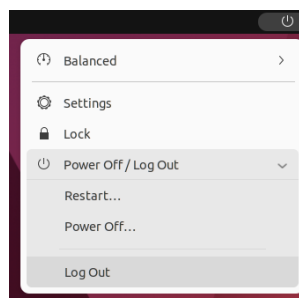 Balanced
Settings
Lock
Power Off / Log Out
Restart...
Power Off...
Log Out